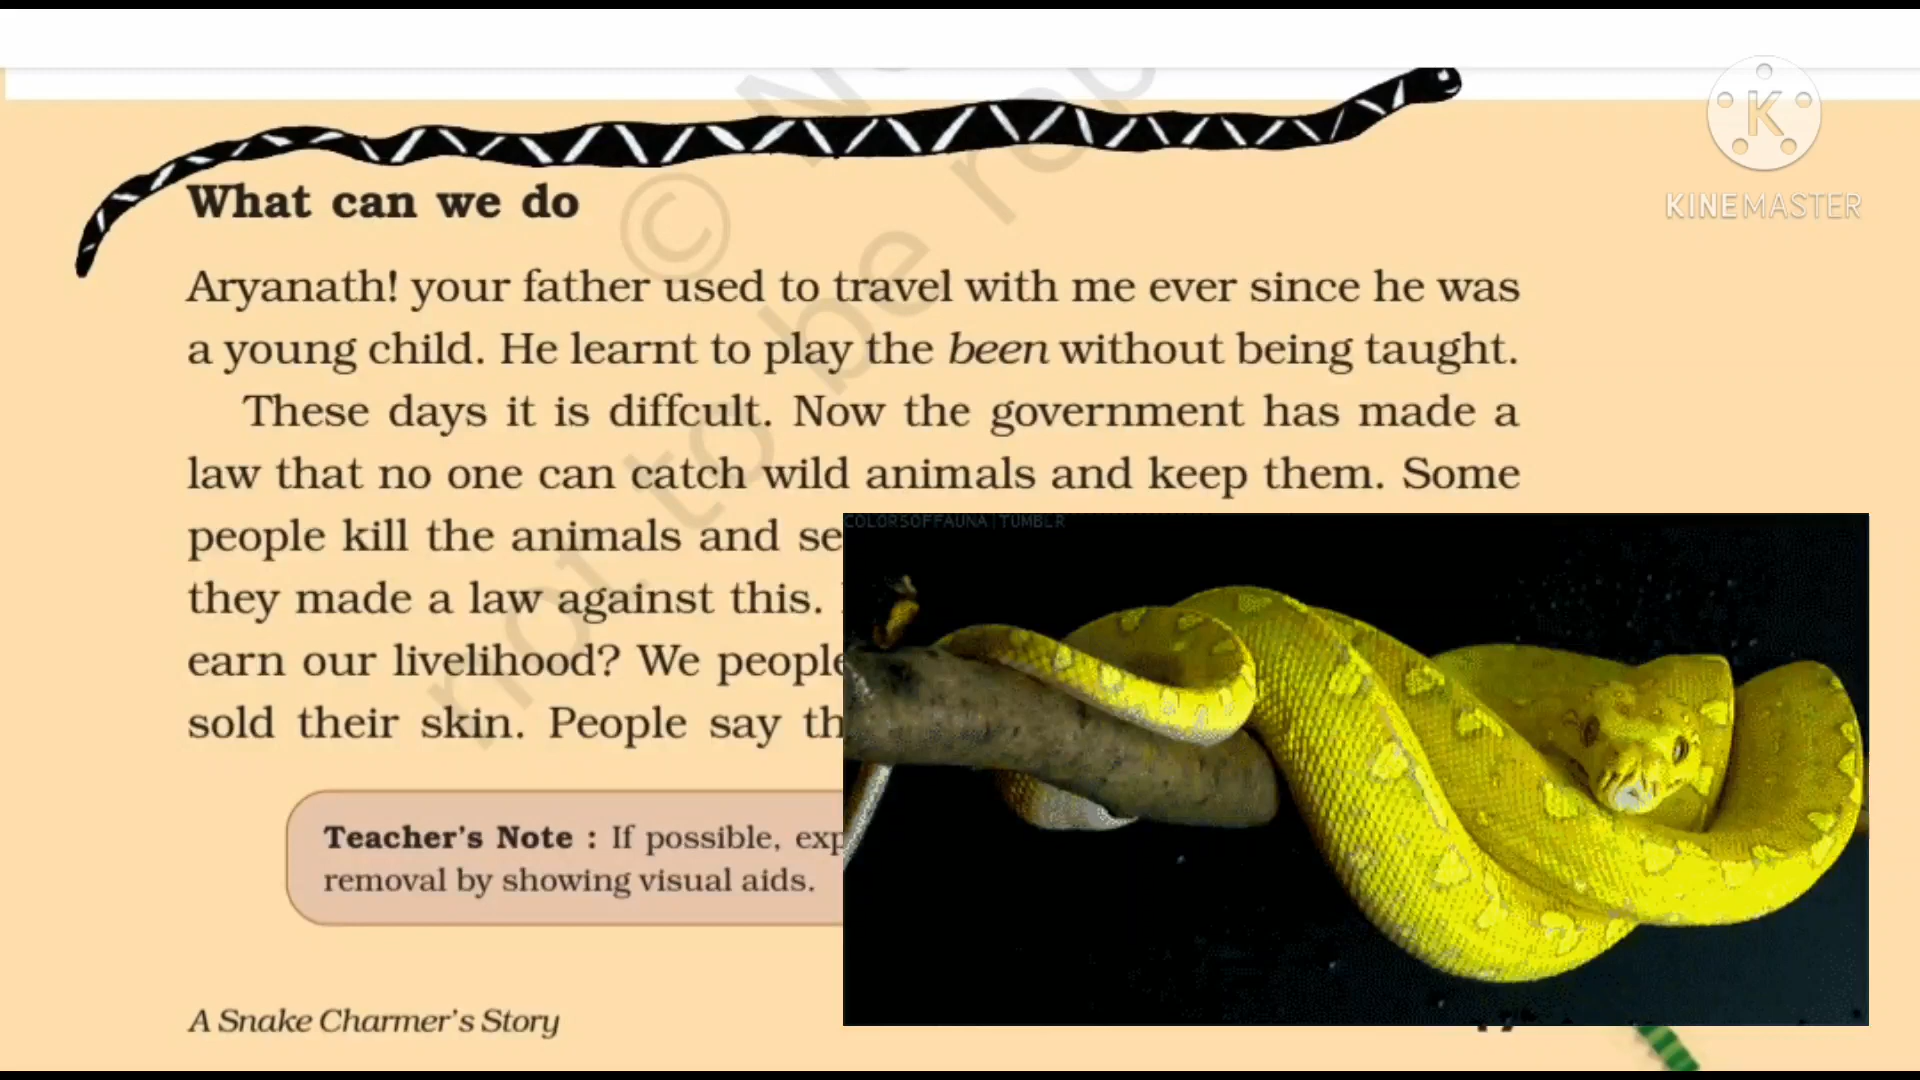 KINEMASTER
What can we do
Aryanath! your father used to travel with me ever since he was
a young child. He learnt to play the been without being taught.
These days it is diffcult. Now the government has made a
law that no one can catch wild animals and keep them. Some
people kill the animals and
they made a law against this.
earn our livelihood? We people
sold their skin. People say
COLORSOFFAUNA | TUMBLR
Teacher's Note : If possible,
removal by showing visual aids.
A Snake Charmer's Story
© 
not to be